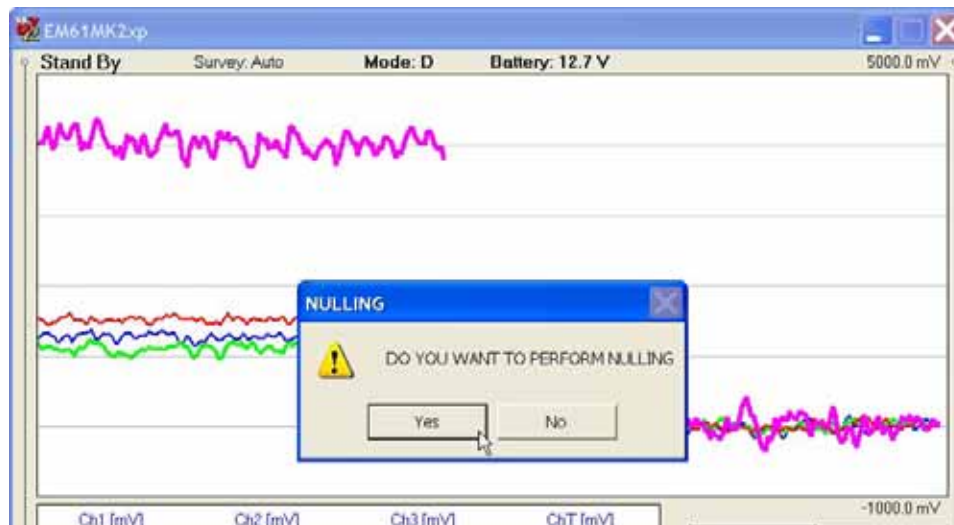 EM61MK2xp
Stand By Survey: Auto Mode: D Battery: 12.7 V 5000.0 mV
NULLING
DO YOU WANT TO PERFORM NULLING
Yes No
-1000.0 mV
Ch1 [mV] Ch2 [mV] Ch3 [mV] ChT [mV]